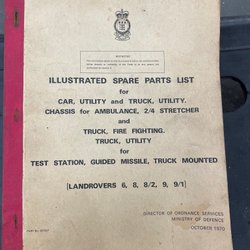 ILLUSTRATED SPARE PARTS LIST
for
CAR, UTILITY and TRUCK, UTILITY.
CHASSIS for AMBULANCE, 2/4 STRETCHER
and
TRUCK, FIRE FIGHTING.
TRUCK, UTILITY
for
TEST STATION, GUIDED MISSILE, TRUCK MOUNTED
[LANDROVERS 6, 8, 8/2, 9, 9/1]
DIRECTOR OF ORDNANCE SERVICES
MINISTRY OF DEFENCE
OCTOBER 1970